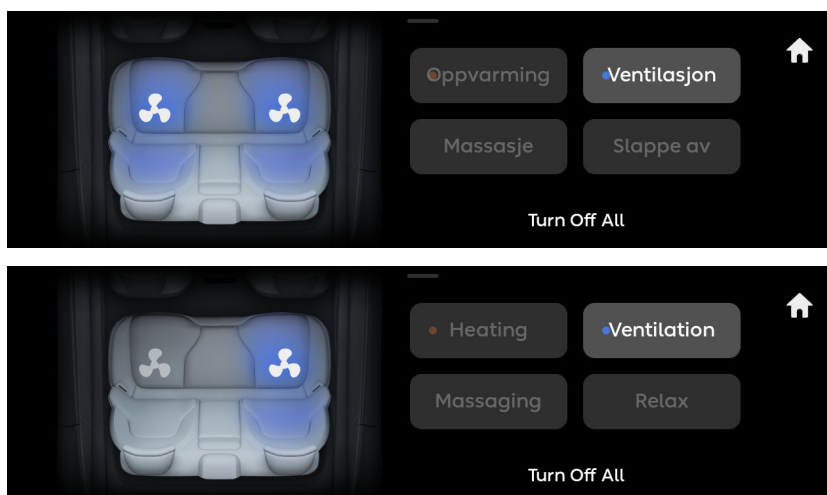 Oppvarming Ventilasjon
Massasje Slappe av
Turn Off All
Heating Ventilation
Massaging Relax
Turn Off All